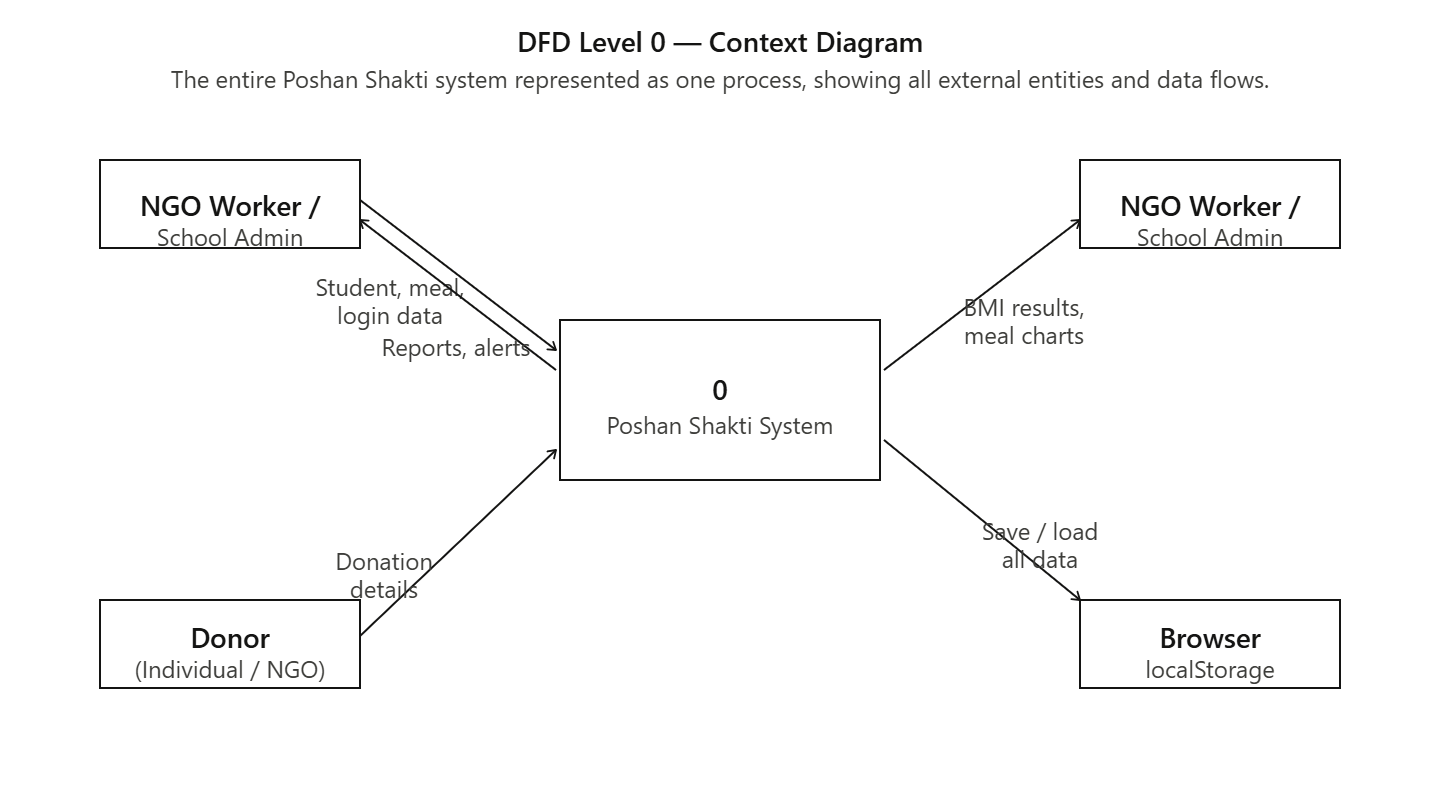 DFD Level 0 — Context Diagram
The entire Poshan Shakti system represented as one process, showing all external entities and data flows.
NGO Worker /
School Admin
NGO Worker /
School Admin
Student, meal,
login data
Reports, alerts
BMI results,
meal charts
0
Poshan Shakti System
Donation
details
Save / load
all data
Donor
(Individual / NGO)
Browser
localStorage